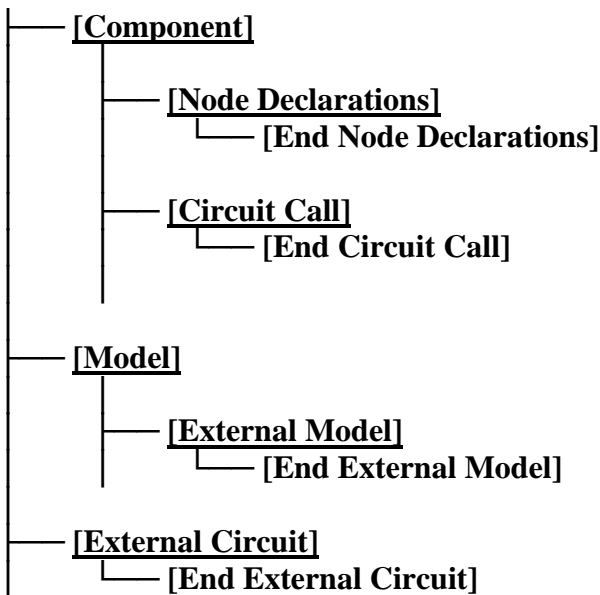 [Component]
[Node Declarations]
[End Node Declarations]
[Circuit Call]
[End Circuit Call]
[Model]
[External Model]
[End External Model]
[External Circuit]
[End External Circuit]